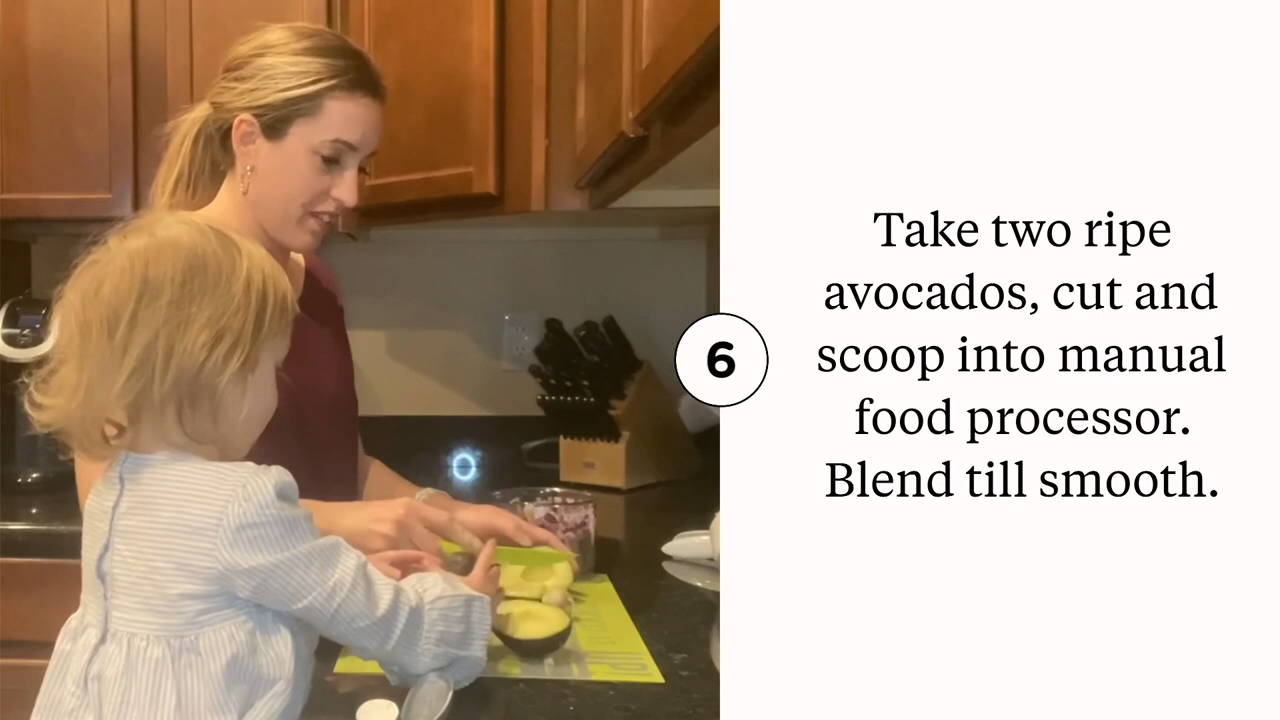 6
Take two ripe
avocados, cut and
scoop into manual
food processor.
Blend till smooth.